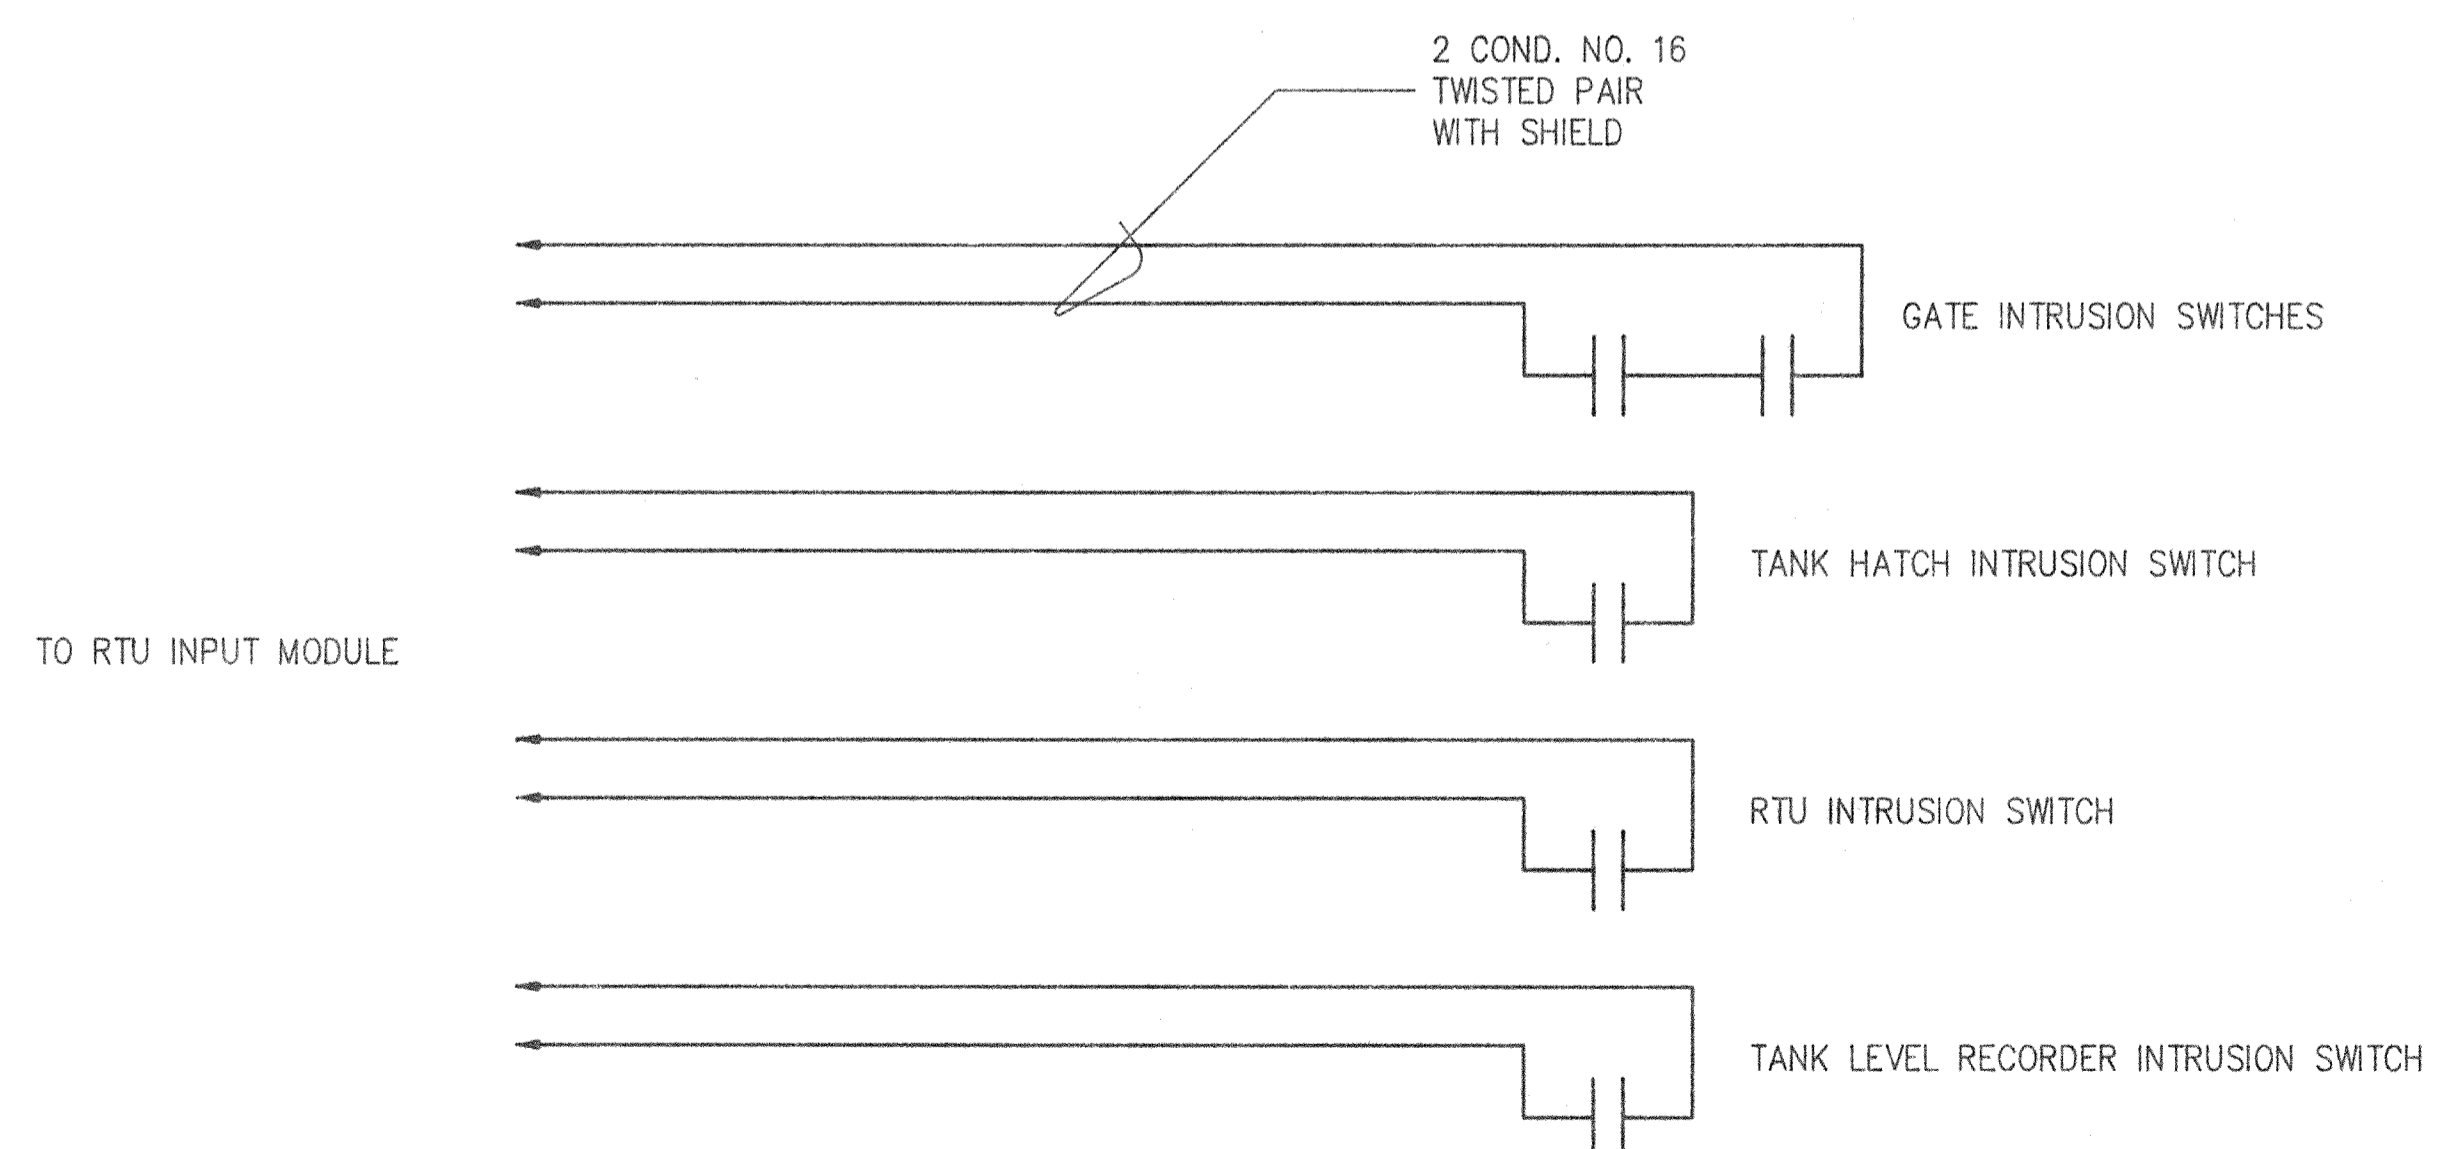 2 COND. NO. 16
TWISTED PAIR
WITH SHIELD
GATE INTRUSION SWITCHES
TANK HATCH INTRUSION SWITCH
TO RTU INPUT MODULE
RTU INTRUSION SWITCH
TANK LEVEL RECORDER INTRUSION SWITCH